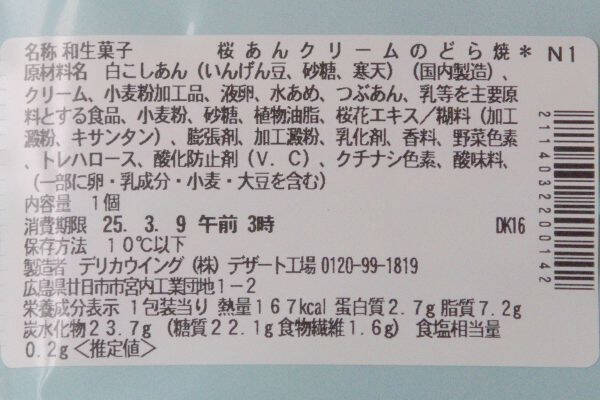 名称 和生菓子　桜あんクリームのどら焼＊ N1
原材料名　白こしあん（いんげん豆、砂糖、寒天）（国内製造）、
クリーム、小麦粉加工品、液卵、水あめ、つぶあん、乳等を主要原
料とする食品、小麦粉、砂糖、植物油脂、桜花エキス／糊料（加工
澱粉、キサンタン）、膨張剤、加工澱粉、乳化剤、香料、野菜色素
、トレハロース、酸化防止剤（V．C）、クチナシ色素、酸味料、
（一部に卵・乳成分・小麦・大豆を含む）
内容量　1個
消費期限　25. 3. 9 午前 3時　DK16
保存方法　10℃以下
製造者　デリカウイング（株）デザート工場 0120-99-1819
広島県廿日市市宮内工業団地1－2
栄養成分表示 1包装当り 熱量167kcal 蛋白質2.7g 脂質7.2g
炭水化物23.7g（糖質22.1g 食物繊維1.6g） 食塩相当量
0.2g＜推定値＞
2114032200142